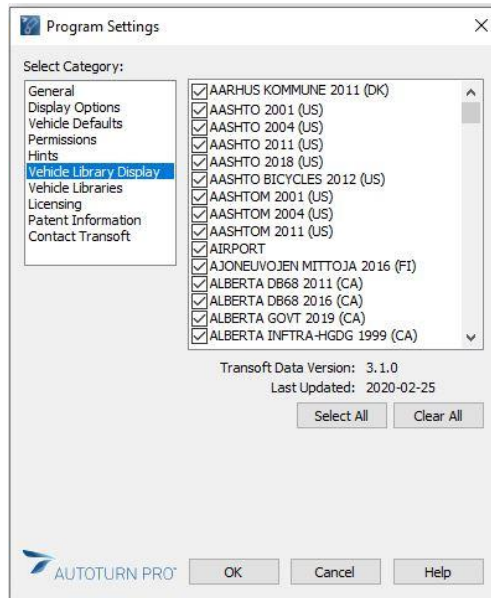 Program Settings
Select Category:
General
Display Options
Vehicle Defaults
Permissions
Hints
Vehicle Library Display
Vehicle Libraries
Licensing
Patent Information
Contact Transoft
AARHUS KOMMUNE 2011 (DK)
AASHTO 2001 (US)
AASHTO 2004 (US)
AASHTO 2011 (US)
AASHTO 2018 (US)
AASHTO BICYCLES 2012 (US)
AASHTOM 2001 (US)
AASHTOM 2004 (US)
AASHTOM 2011 (US)
AIRPORT
AJONEUVOJEN MITTOJA 2016 (FI)
ALBERTA DB68 2011 (CA)
ALBERTA DB68 2016 (CA)
ALBERTA GOVT 2019 (CA)
ALBERTA INFTRA-HGDG 1999 (CA)
Transoft Data Version: 3.1.0
Last Updated: 2020-02-25
Select All Clear All
AUTOTURN PRO
OK Cancel Help